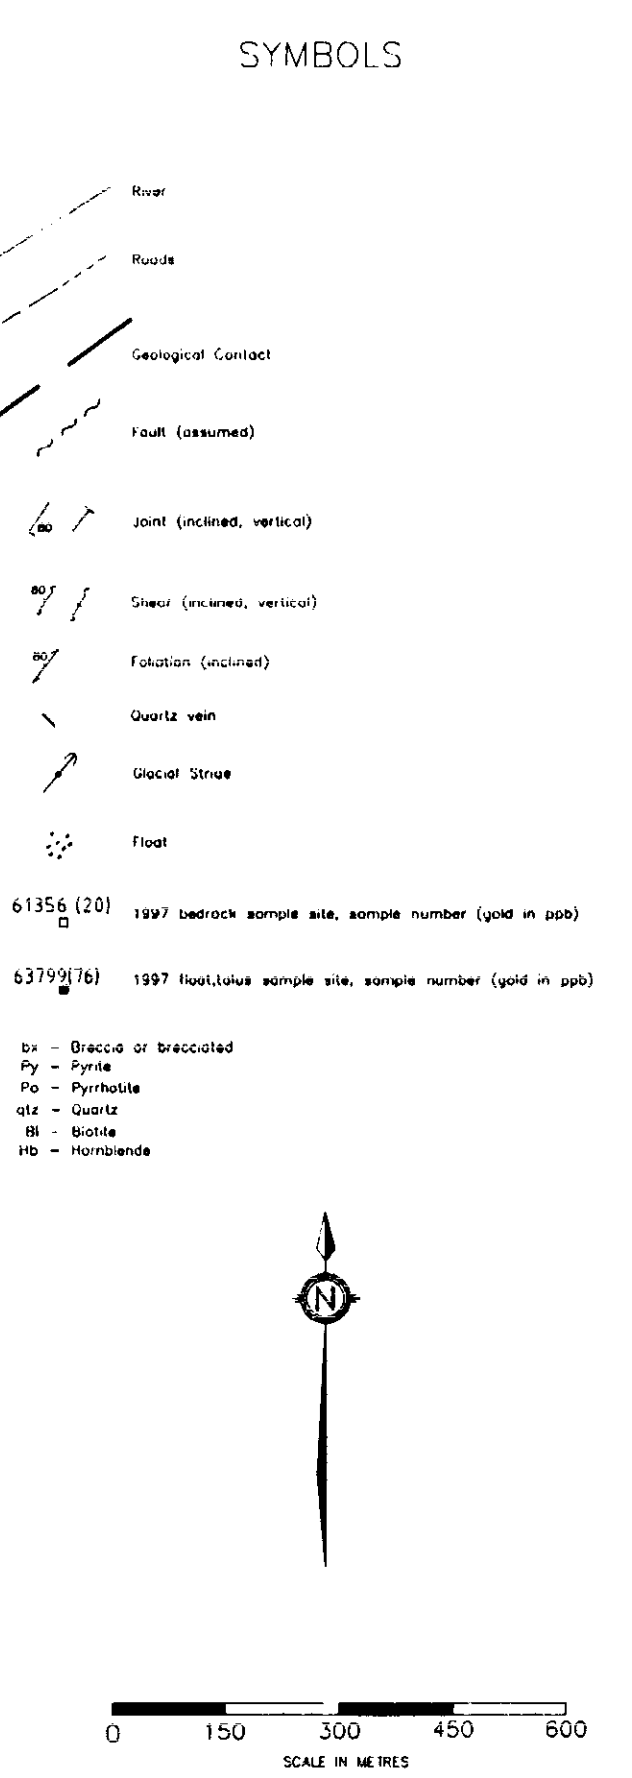 SYMBOLS
River
Roads
Geological Contact
Fault (assumed)
80 Joint (inclined, vertical)
80 Shear (inclined, vertical)
80 Foliation (inclined)
Quartz vein
Glacial Striae
Float
61356 (20) 1997 bedrock sample site, sample number (gold in ppb)
63799(76) 1997 float,talus sample site, sample number (gold in ppb)
bx - Breccia or brecciated
Py - Pyrite
Po - Pyrrhotite
qtz - Quartz
Bi - Biotite
Hb - Hornblende
N
0 150 300 450 600
SCALE IN METRES